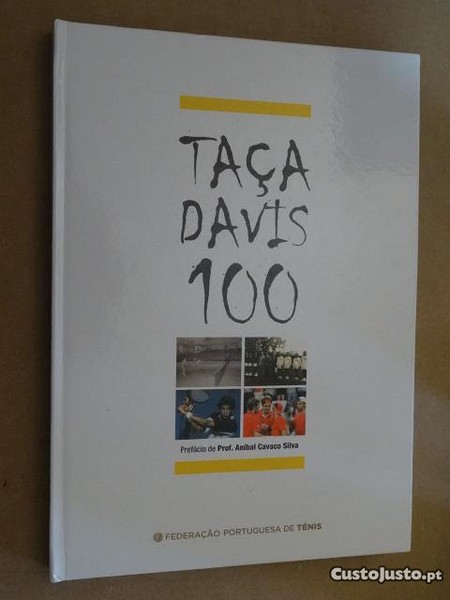 TAÇA
DAVIS
100
Prefácio de Prof. Aníbal Cavaco Silva
FEDERAÇÃO PORTUGUESA DE TÉNIS
CustoJusto.pt